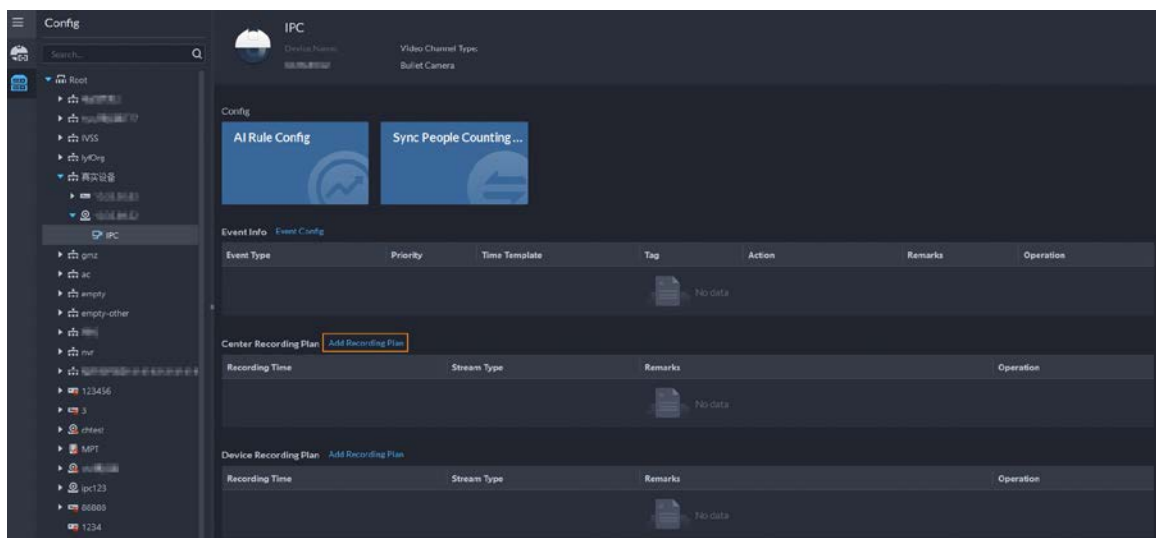 Config
Search...
Root
IVSS
lylOrg
真实设备
IPC
gmz
ac
empty
empty-other
nvr
123456
3
chtest
MPT
ipc123
86888
1234
IPC
Device Name:
Video Channel Type:
Bullet Camera
Config
AI Rule Config
Sync People Counting ...
Event Info Event Config
Event Type Priority Time Template Tag Action Remarks Operation
No data
Center Recording Plan Add Recording Plan
Recording Time Stream Type Remarks Operation
No data
Device Recording Plan Add Recording Plan
Recording Time Stream Type Remarks Operation
No data